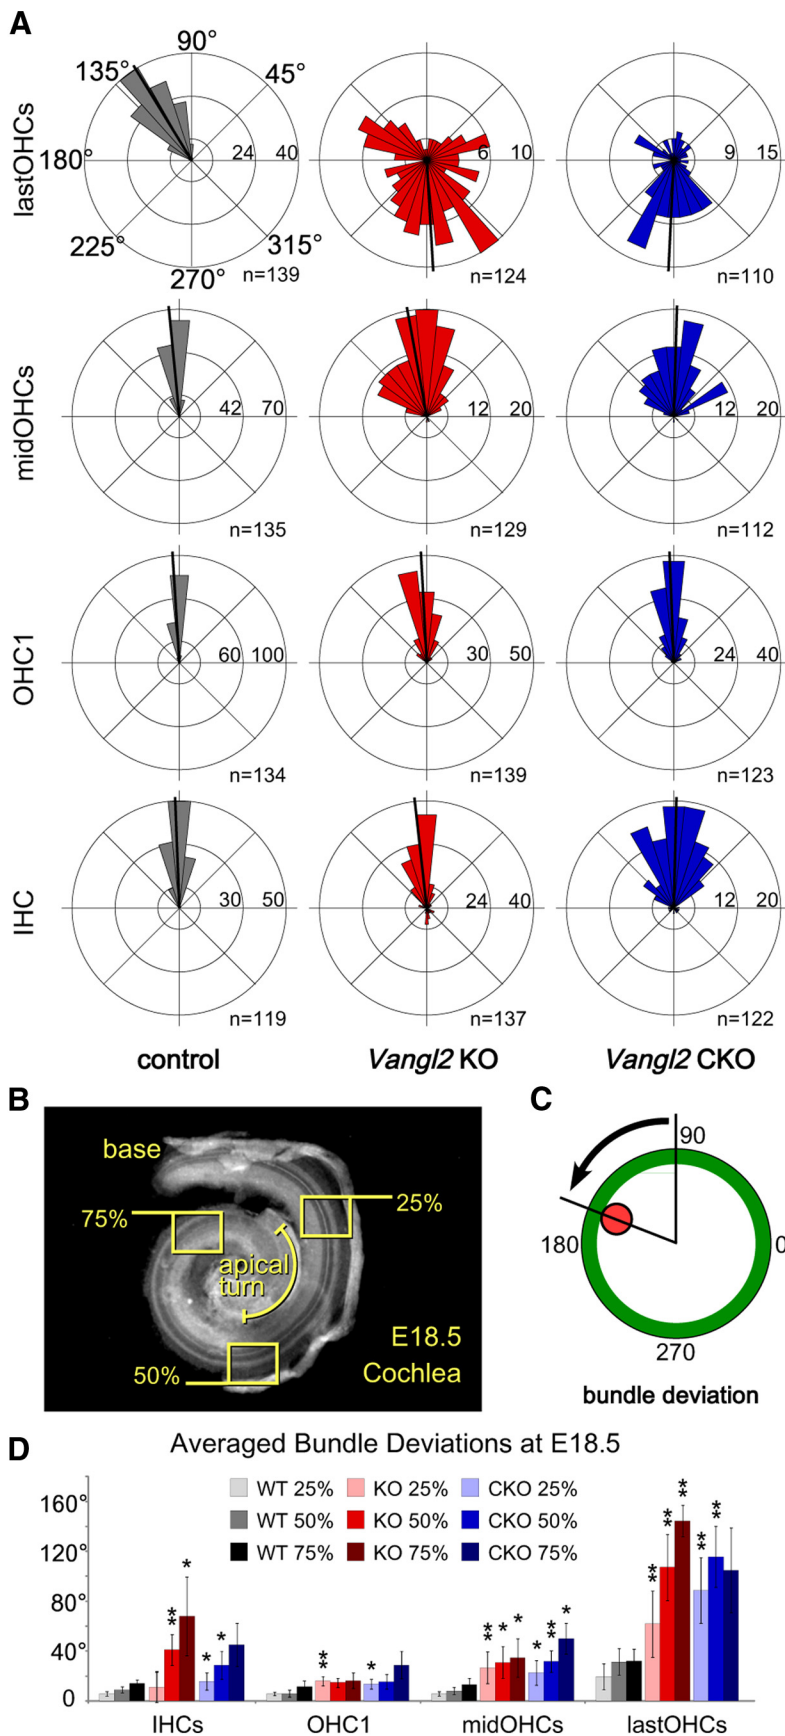 A
lastOHCs
90°
135°
45°
180°
24
40
225°
315°
270°
n=139
6
10
n=124
9
15
n=110
midOHCs
42
70
n=135
12
20
n=129
12
20
n=112
OHC1
60
100
n=134
30
50
n=139
24
40
n=123
IHC
30
50
n=119
24
40
n=137
12
20
n=122
control
Vangl2 KO
Vangl2 CKO
B
base
25%
75%
apical
turn
E18.5
50%
Cochlea
C
90
180
0
270
bundle deviation
D
Averaged Bundle Deviations at E18.5
WT 25%
KO 25%
CKO 25%
WT 50%
KO 50%
CKO 50%
WT 75%
KO 75%
CKO 75%
160°
120°
80°
40°
0
**
*
*
*
**
*
**
*
*
*
**
*
**
**
**
**
**
IHCs
OHC1
midOHCs
lastOHCs